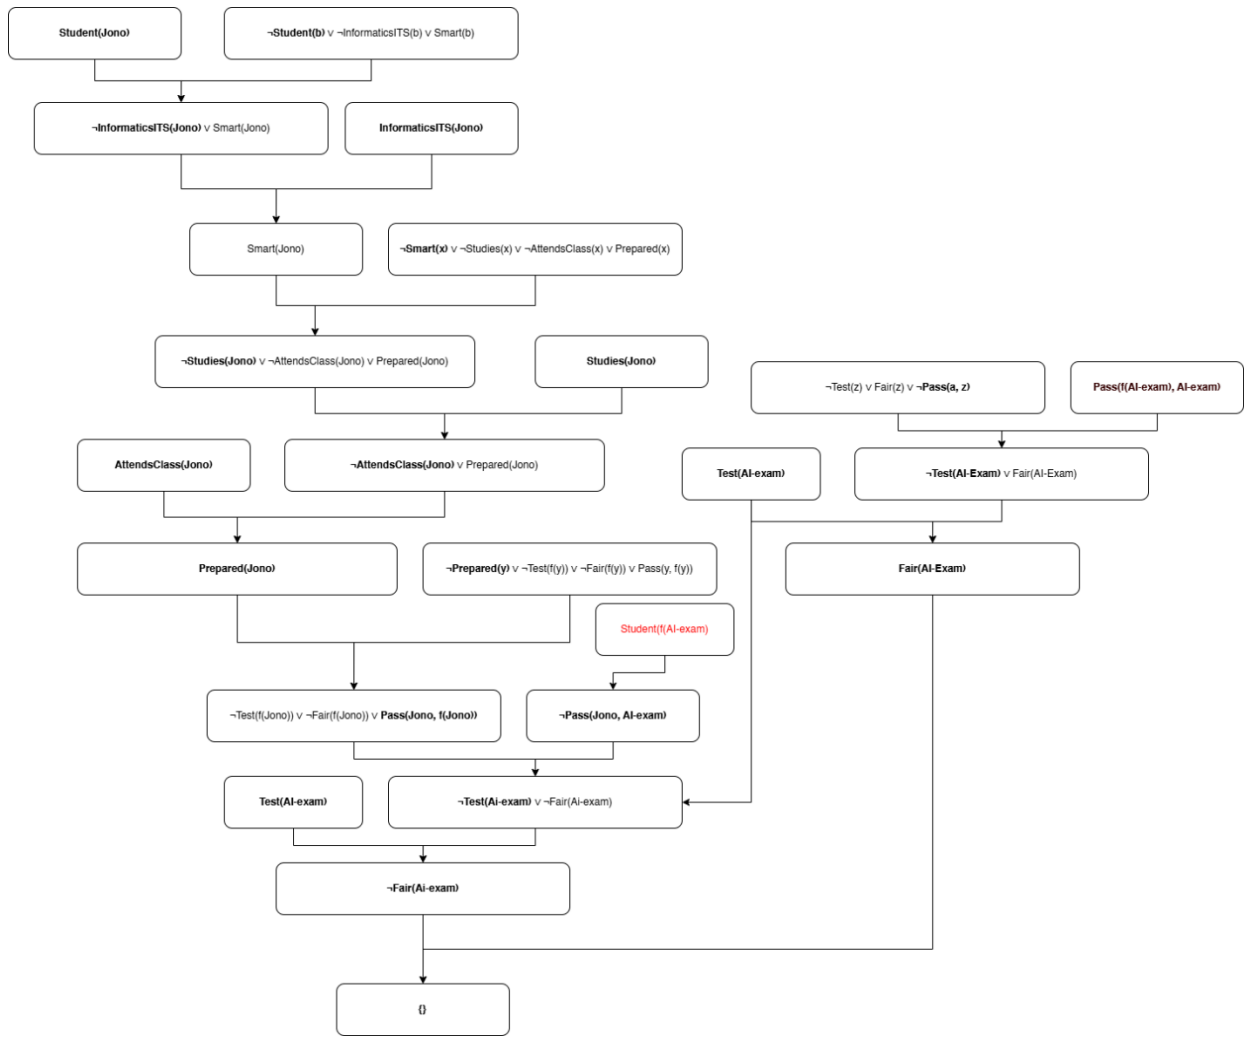 Student(Jono)
¬Student(b) v ¬InformaticsITS(b) v Smart(b)
¬InformaticsITS(Jono) v Smart(Jono)
InformaticsITS(Jono)
Smart(Jono)
¬Smart(x) v ¬Studies(x) v ¬AttendsClass(x) v Prepared(x)
¬Studies(Jono) v ¬AttendsClass(Jono) v Prepared(Jono)
Studies(Jono)
¬Test(z) v Fair(z) v ¬Pass(a, z)
Pass(f(AI-exam), AI-exam)
AttendsClass(Jono)
¬AttendsClass(Jono) v Prepared(Jono)
Test(AI-exam)
¬Test(AI-Exam) v Fair(AI-Exam)
Prepared(Jono)
¬Prepared(y) v ¬Test(f(y)) v ¬Fair(f(y)) v Pass(y, f(y))
Fair(AI-Exam)
Student(f(AI-exam)
¬Test(f(Jono)) v ¬Fair(f(Jono)) v Pass(Jono, f(Jono))
¬Pass(Jono, AI-exam)
Test(AI-exam)
¬Test(Ai-exam) v ¬Fair(Ai-exam)
¬Fair(Ai-exam)
{}